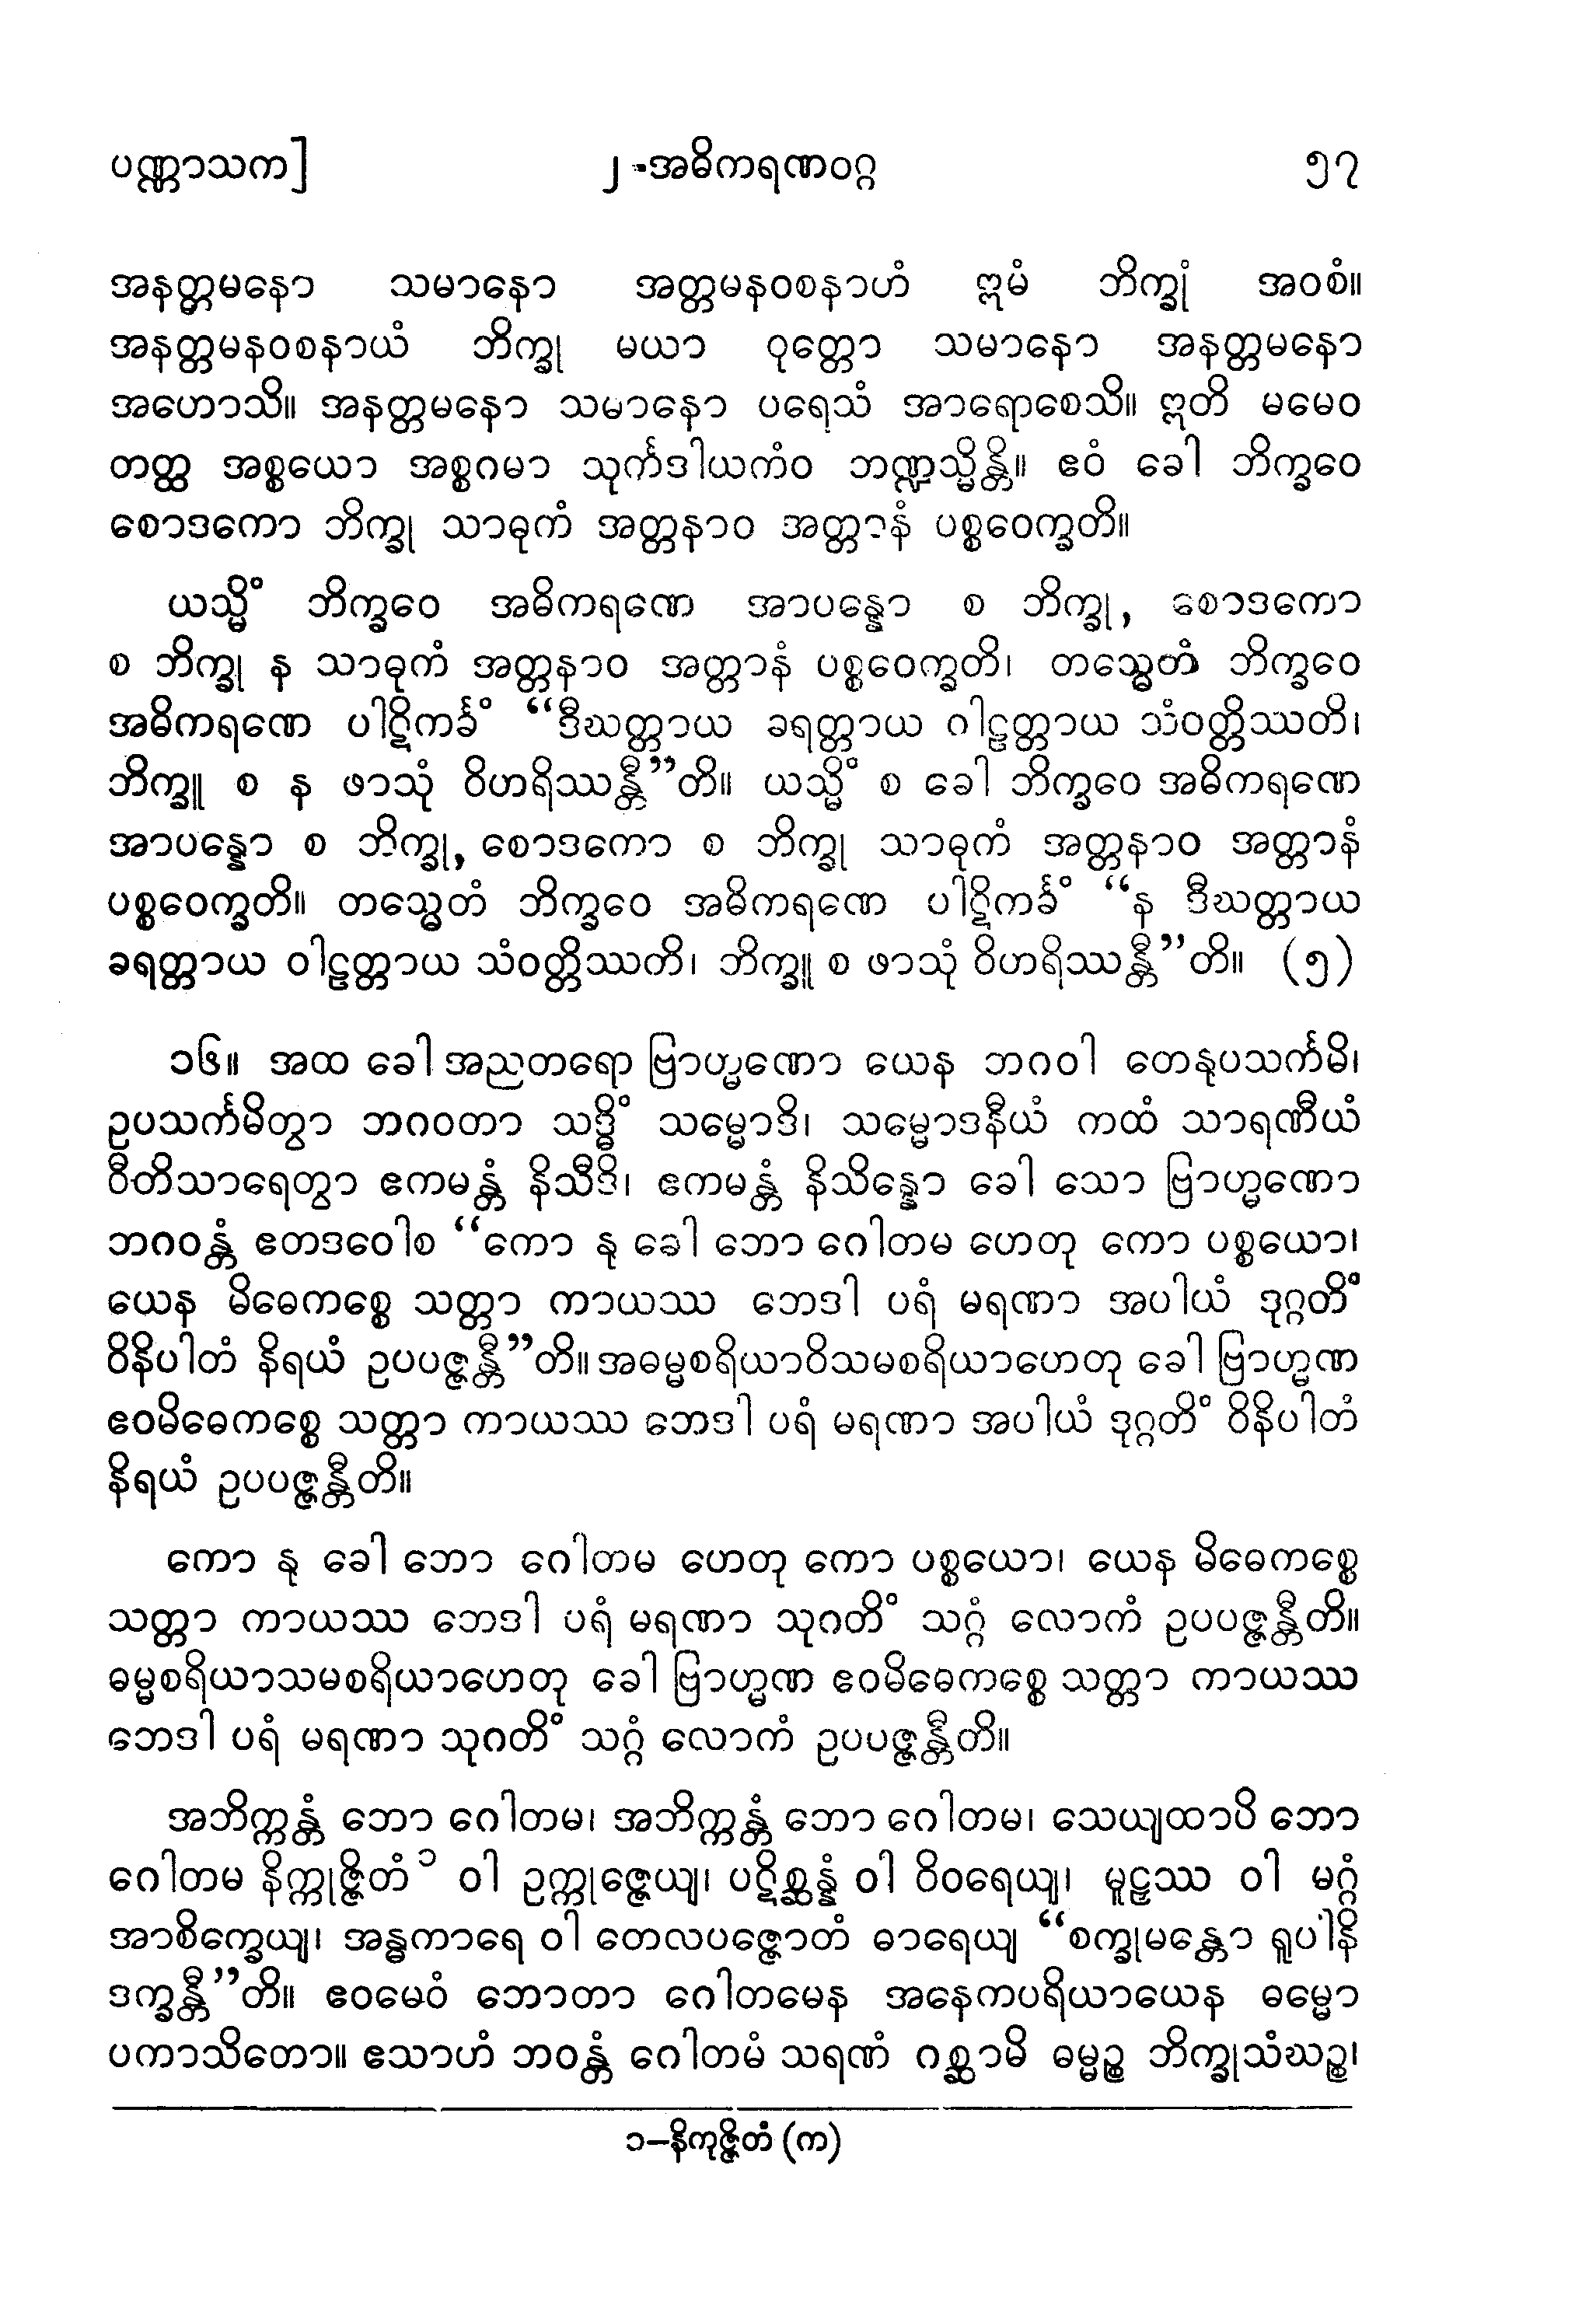 ပဏ္ဏာသက]
၂-အဓိကရဏဝဂ္ဂ
၅၇
အနတ္တမနော သမာနော အတ္တမနဝစနာဟံ ဣမံ ဘိက္ခုံ အဝစံ။
အနတ္တမနဝစနာယံ ဘိက္ခု မယာ ဝုတ္တော သမာနော အနတ္တမနော
အဟောသိ။ အနတ္တမနော သမာနော ပရေသံ အာရောစေသိ။ ဣတိ မမေဝ
တတ္ထ အစ္စယော အစ္စဂမာ သုင်္ကဒါယကံဝ ဘဏ္ဍသ္မိန္တိ။ ဧဝံ ခေါ ဘိက္ခဝေ
စောဒကော ဘိက္ခု သာဓုကံ အတ္တနာဝ အတ္တာနံ ပစ္စဝေက္ခတိ။
ယသ္မိံ ဘိက္ခဝေ အဓိကရဏေ အာပန္နော စ ဘိက္ခု, စောဒကော
စ ဘိက္ခု န သာဓုကံ အတ္တနာဝ အတ္တာနံ ပစ္စဝေက္ခတိ၊ တသ္မေတံ ဘိက္ခဝေ
အဓိကရဏေ ပါဋိကင်္ခံ “ဒီဃတ္တာယ ခရတ္တာယ ဂါဠတ္တာယ သံဝတ္တိဿတိ၊
ဘိက္ခူ စ န ဖာသုံ ဝိဟရိဿန္တီ”တိ။ ယသ္မိံ စ ခေါ ဘိက္ခဝေ အဓိကရဏေ
အာပန္နော စ ဘိက္ခု, စောဒကော စ ဘိက္ခု သာဓုကံ အတ္တနာဝ အတ္တာနံ
ပစ္စဝေက္ခတိ။ တသ္မေတံ ဘိက္ခဝေ အဓိကရဏေ ပါဋိကင်္ခံ “န ဒီဃတ္တာယ
ခရတ္တာယ ဝါဠတ္တာယ သံဝတ္တိဿကိ၊ ဘိက္ခူ စ ဖာသုံ ဝိဟရိဿန္တီ”တိ။ (၅)
၁၆။ အထ ခေါ အညတရော ဗြာဟ္မဏော ယေန ဘဂဝါ တေနုပသင်္ကမိ၊
ဥပသင်္ကမိတွာ ဘဂဝတာ သဒ္ဓိံ သမ္မောဒိ၊ သမ္မောဒနီယံ ကထံ သာရဏီယံ
ဝီတိသာရေတွာ ဧကမန္တံ နိသီဒိ၊ ဧကမန္တံ နိသိန္နော ခေါ သော ဗြာဟ္မဏော
ဘဂဝန္တံ ဧတဒဝေါစ “ကော နု ခေါ ဘော ဂေါတမ ဟေတု ကော ပစ္စယော၊
ယေန မိဓေကစ္စေ သတ္တာ ကာယဿ ဘေဒါ ပရံ မရဏာ အပါယံ ဒုဂ္ဂတိံ
ဝိနိပါတံ နိရယံ ဥပပဇ္ဇန္တီ”တိ။ အဓမ္မစရိယာဝိသမစရိယာဟေတု ခေါ ဗြာဟ္မဏ
ဧဝမိဓေကစ္စေ သတ္တာ ကာယဿ ဘေဒါ ပရံ မရဏာ အပါယံ ဒုဂ္ဂတိံ ဝိနိပါတံ
နိရယံ ဥပပဇ္ဇန္တီတိ။
ကော နု ခေါ ဘော ဂေါတမ ဟေတု ကော ပစ္စယော၊ ယေန မိဓေကစ္စေ
သတ္တာ ကာယဿ ဘေဒါ ပရံ မရဏာ သုဂတိံ သဂ္ဂံ လောကံ ဥပပဇ္ဇန္တီတိ။
ဓမ္မစရိယာသမစရိယာဟေတု ခေါ ဗြာဟ္မဏ ဧဝမိဓေကစ္စေ သတ္တာ ကာယဿ
ဘေဒါ ပရံ မရဏာ သုဂတိံ သဂ္ဂံ လောကံ ဥပပဇ္ဇန္တီတိ။
အဘိက္ကန္တံ ဘော ဂေါတမ၊ အဘိက္ကန္တံ ဘော ဂေါတမ၊ သေယျထာပိ ဘော
ဂေါတမ နိက္ကုဇ္ဇိတံ ၁ ဝါ ဥက္ကုဇ္ဇေယျ၊ ပဋိစ္ဆန္နံ ဝါ ဝိဝရေယျ၊ မူဠှဿ ဝါ မဂ္ဂံ
အာစိက္ခေယျ၊ အန္ဓကာရေ ဝါ တေလပဇ္ဇောတံ ဓာရေယျ “စက္ခုမန္တော ရူပါနိ
ဒက္ခန္တီ”တိ။ ဧဝမေဝံ ဘောတာ ဂေါတမေန အနေကပရိယာယေန ဓမ္မော
ပကာသိတော။ ဧသာဟံ ဘဝန္တံ ဂေါတမံ သရဏံ ဂစ္ဆာမိ ဓမ္မဉ္စ ဘိက္ခုသံဃဉ္စ၊
၁–နိကုဇ္ဇိတံ (က)